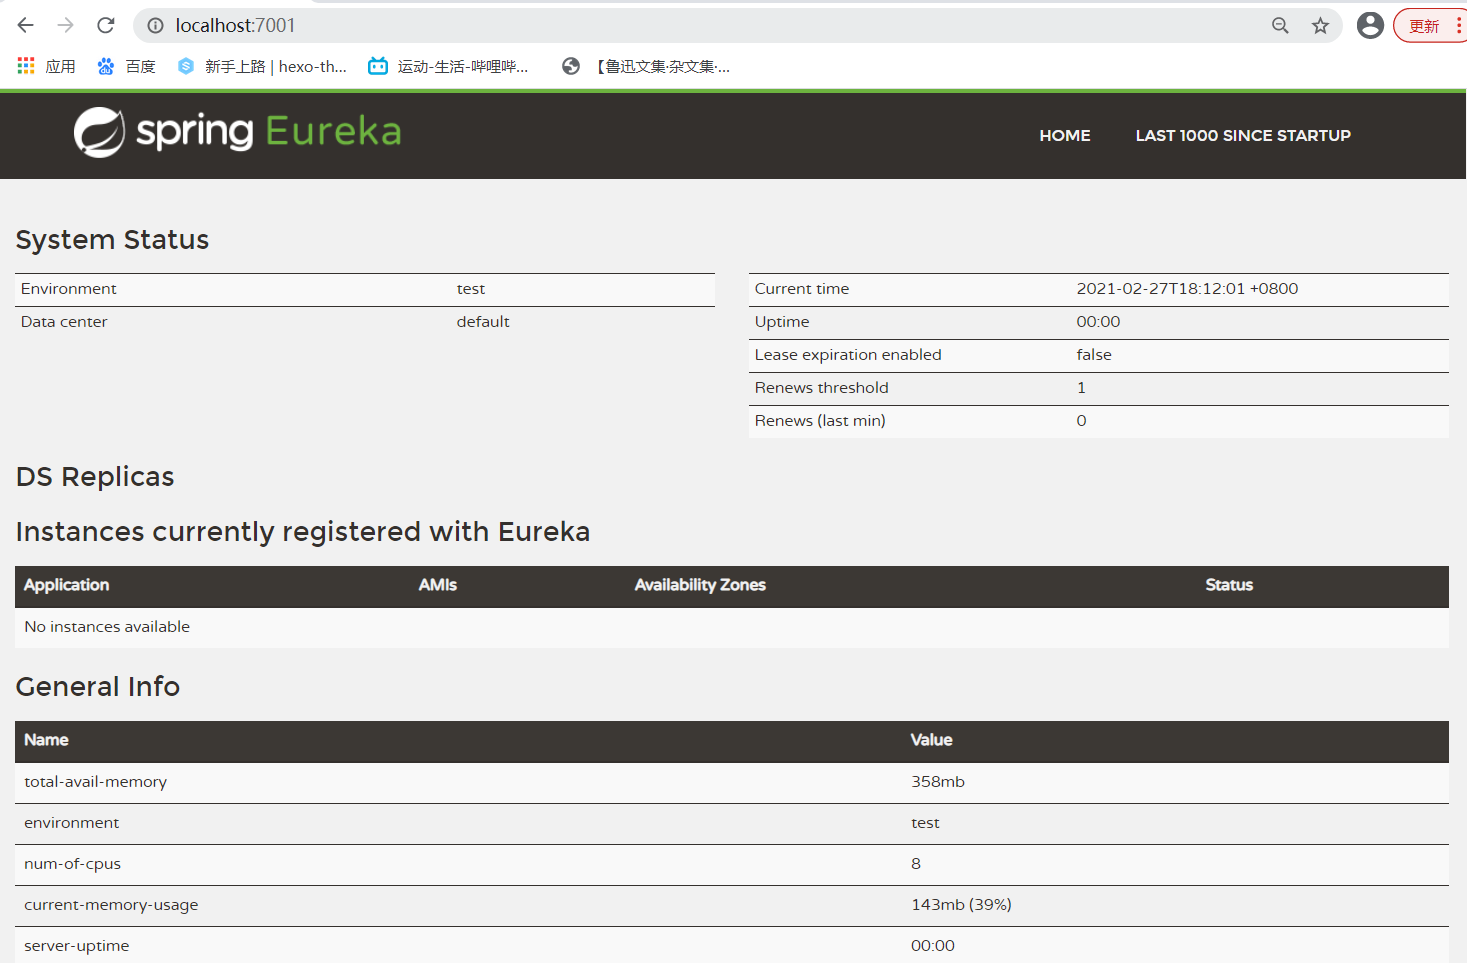 localhost:7001
更新
应用 百度 新手上路 | hexo-th... 运动-生活-哔哩哔... 【鲁迅文集·杂文集·...
spring Eureka
HOME LAST 1000 SINCE STARTUP
System Status
Environment test
Data center default
Current time 2021-02-27T18:12:01 +0800
Uptime 00:00
Lease expiration enabled false
Renews threshold 1
Renews (last min) 0
DS Replicas
Instances currently registered with Eureka
Application AMIs Availability Zones Status
No instances available
General Info
Name Value
total-avail-memory 358mb
environment test
num-of-cpus 8
current-memory-usage 143mb (39%)
server-uptime 00:00